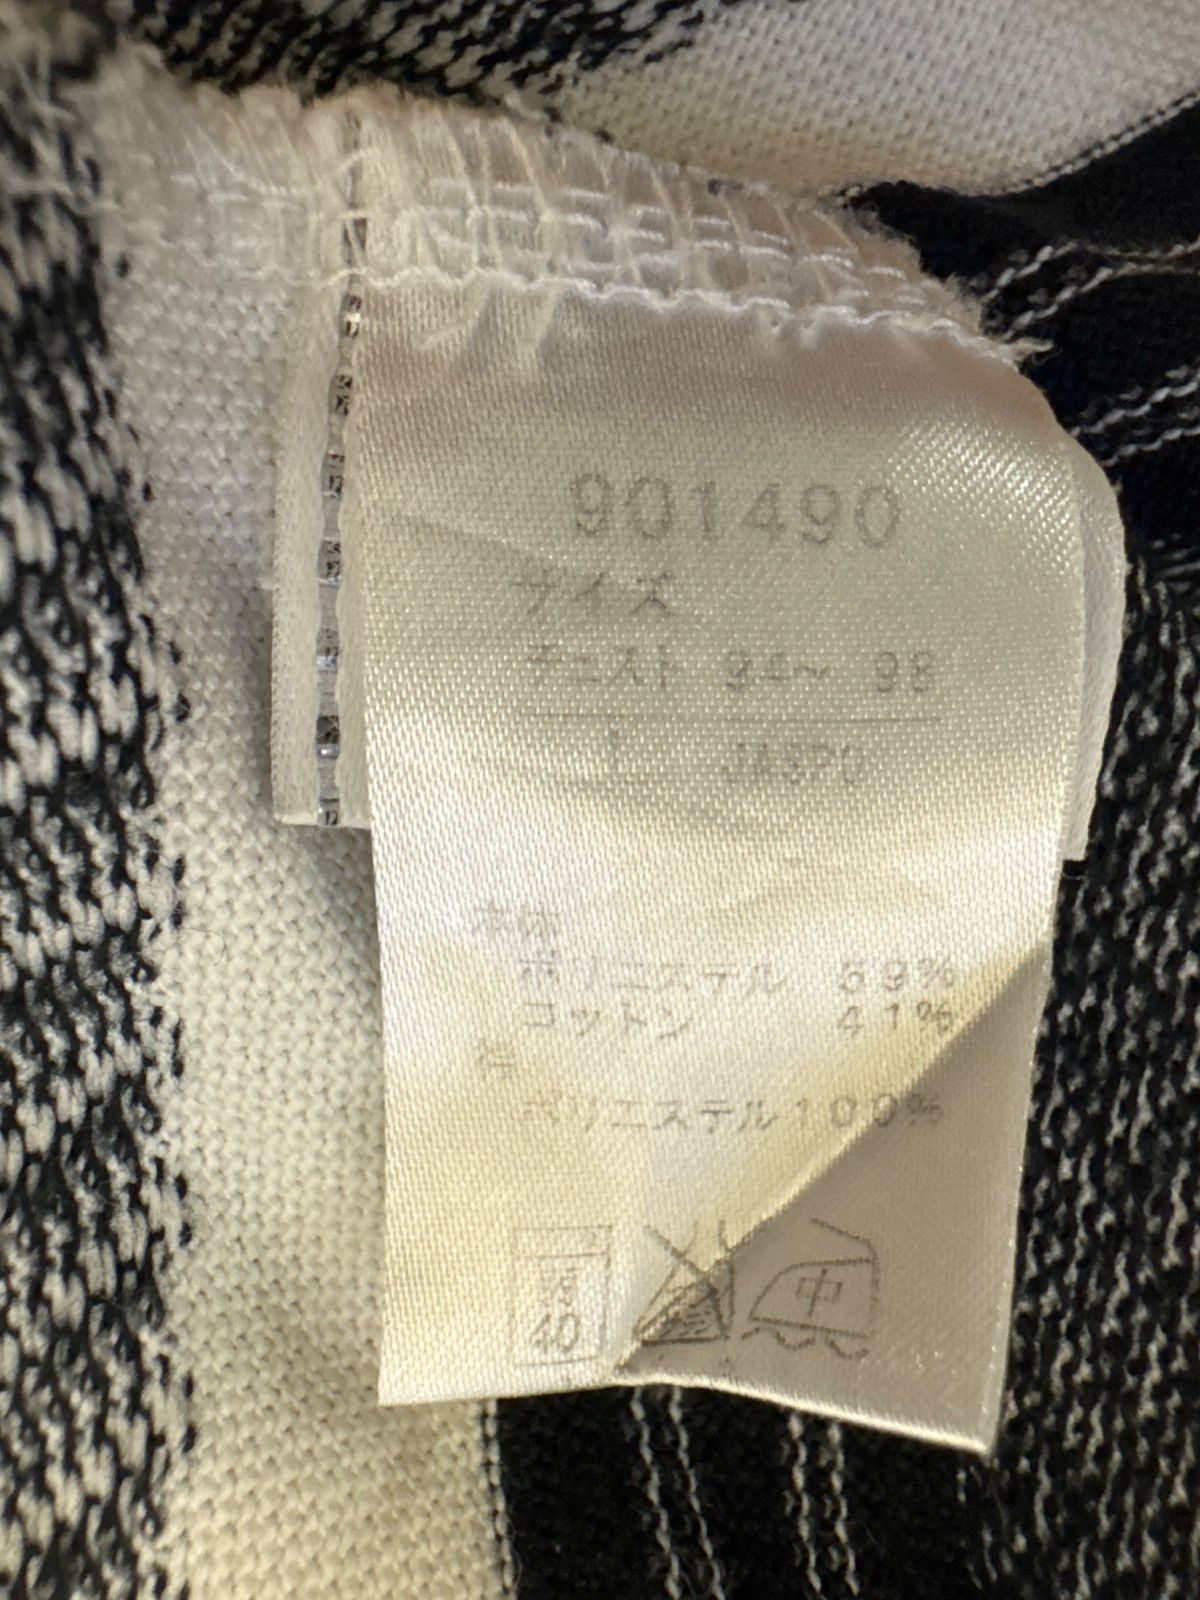 901490
サイズ
チェスト 94～ 98
L JASPO
本体
ポリエステル 59%
コットン 41%
ポリエステル100%
40
中